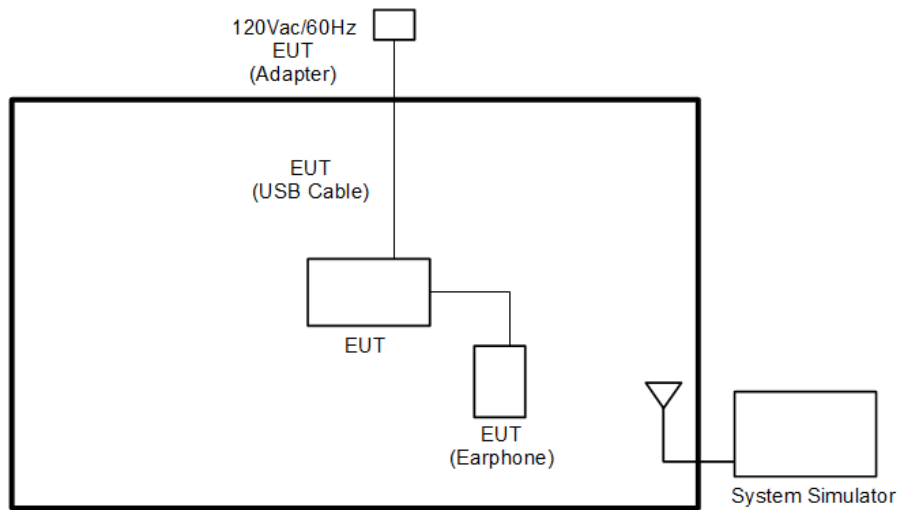 120Vac/60Hz
EUT
(Adapter)
EUT
(USB Cable)
EUT
EUT
(Earphone)
System Simulator